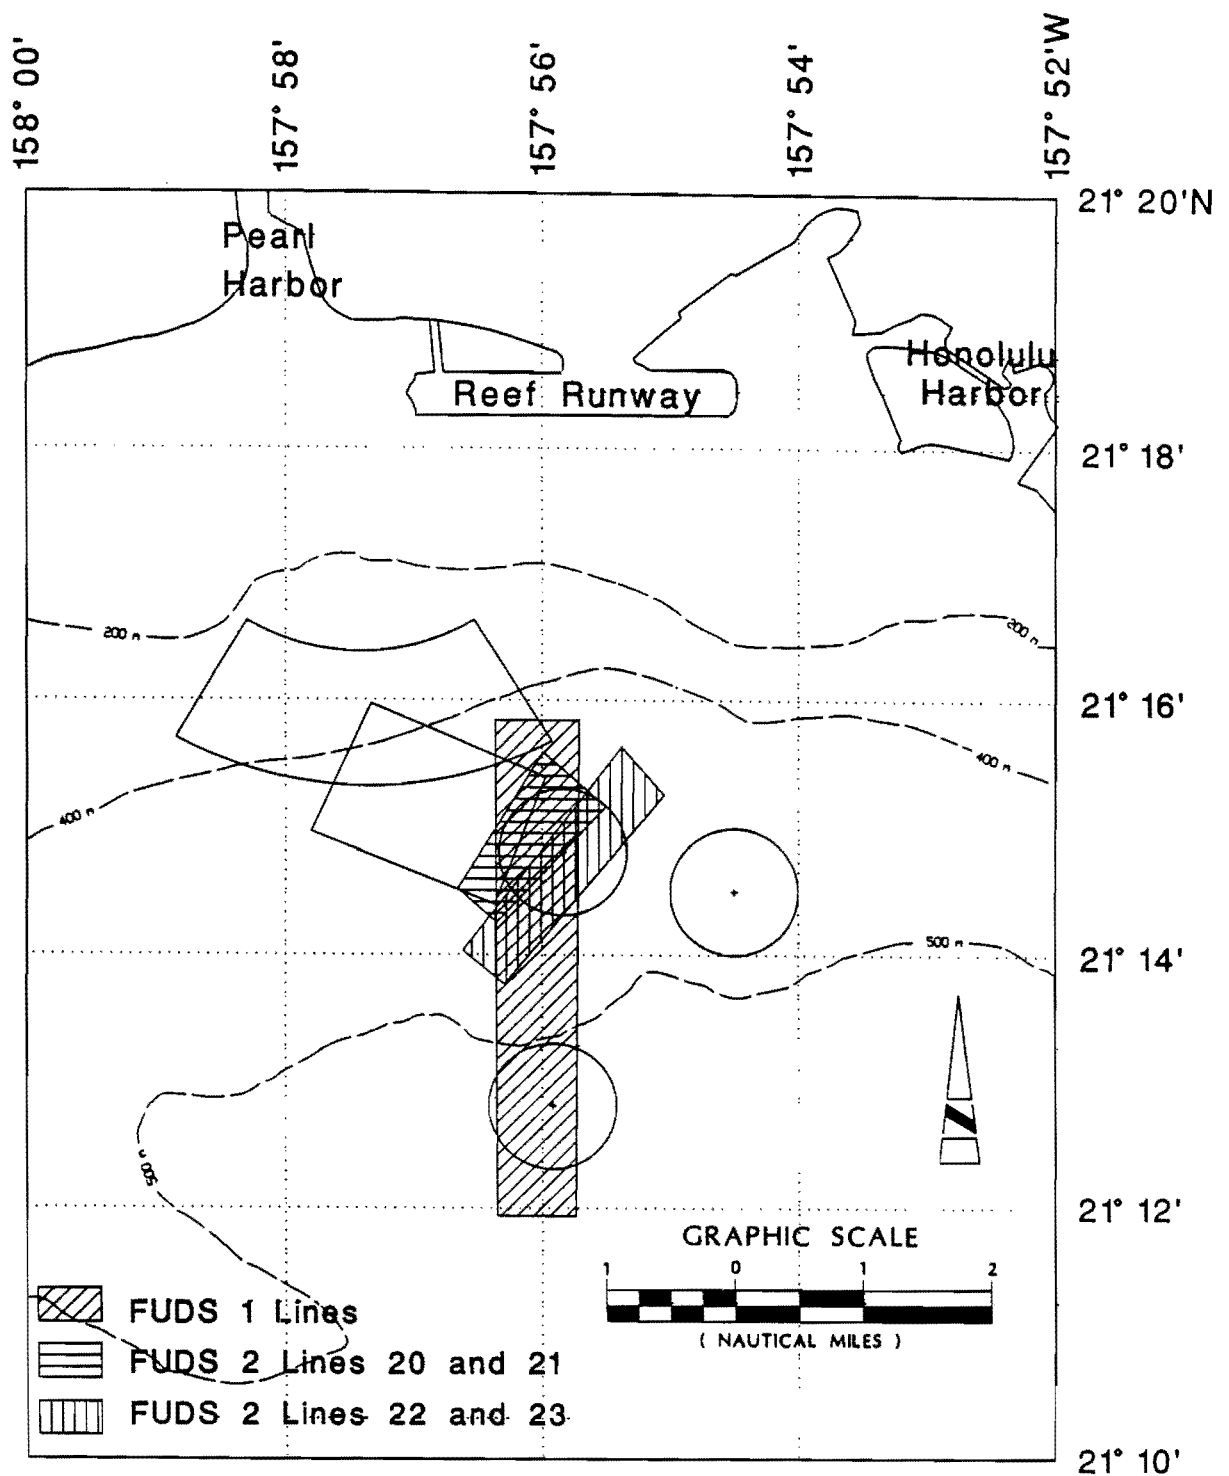 158° 00'
157° 58'
157° 56'
157° 54'
157° 52'W
21° 20'N
Pearl
Harbor
Honolulu
Harbor
Reef Runway
21° 18'
200 m
200 m
21° 16'
400 m
400 m
500 m
21° 14'
500 m
21° 12'
GRAPHIC SCALE
1 0 1 2
( NAUTICAL MILES )
FUDS 1 Lines
FUDS 2 Lines 20 and 21
FUDS 2 Lines 22 and 23
21° 10'